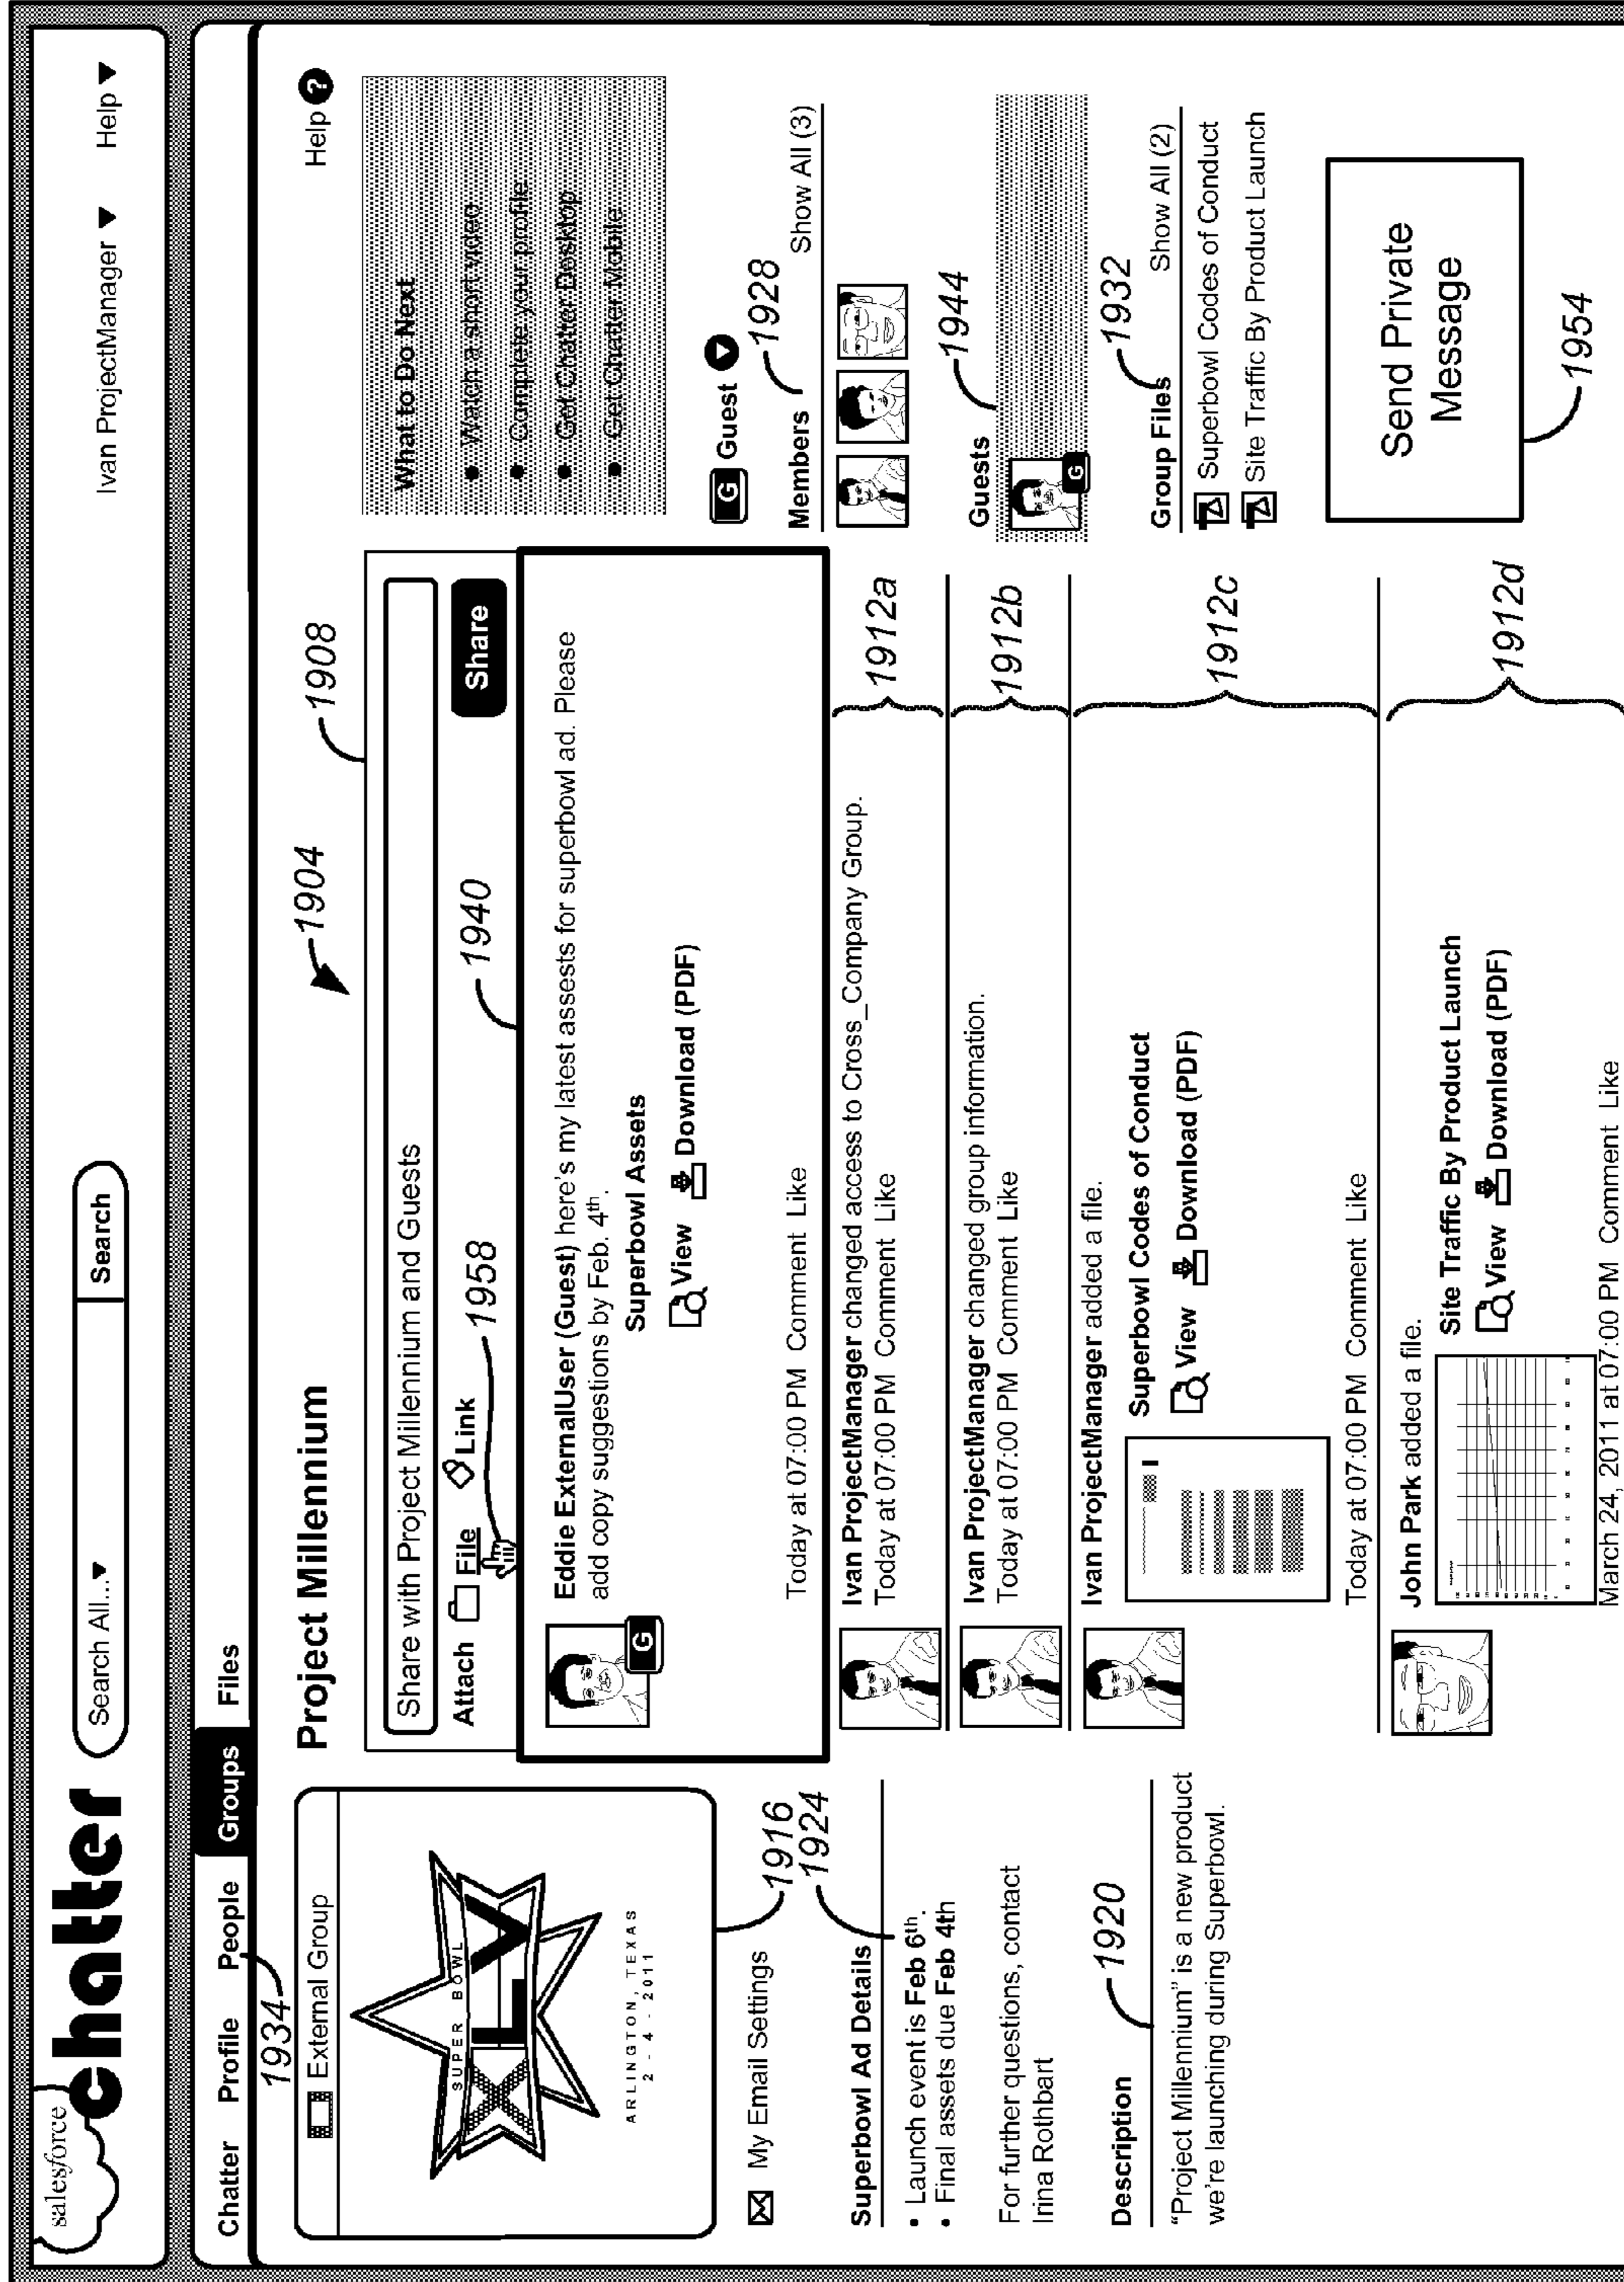 salesforce
chatter
Search All...
Search
Ivan ProjectManager
Help
Chatter
Profile
People
Groups
Files
1934
External Group
SUPER BOWL
XLV
ARLINGTON, TEXAS
2 - 4 - 2011
1916
My Email Settings
1924
Superbowl Ad Details
• Launch event is Feb 6th.
• Final assets due Feb 4th
For further questions, contact
Irina Rothbart
1920
Description
“Project Millennium” is a new product
we're launching during Superbowl.
Project Millennium
1904
1908
Share with Project Millennium and Guests
Attach File Link
Share
1958
1940
G
Eddie ExternalUser (Guest) here's my latest assests for superbowl ad. Please
add copy suggestions by Feb. 4th.
Superbowl Assets
View Download (PDF)
Today at 07:00 PM Comment Like
Ivan ProjectManager changed access to Cross_Company Group.
Today at 07:00 PM Comment Like
1912a
Ivan ProjectManager changed group information.
Today at 07:00 PM Comment Like
1912b
Ivan ProjectManager added a file.
Superbowl Codes of Conduct
View Download (PDF)
Today at 07:00 PM Comment Like
1912c
John Park added a file.
Site Traffic By Product Launch
View Download (PDF)
March 24, 2011 at 07:00 PM Comment Like
1912d
Help ?
What to Do Next
• Watch a short video
• Complete your profile
• Get Chatter Desktop
• Get Chatter Mobile
G Guest
1928
Members Show All (3)
1944
Guests
G
1932
Group Files Show All (2)
Superbowl Codes of Conduct
Site Traffic By Product Launch
Send Private
Message
1954